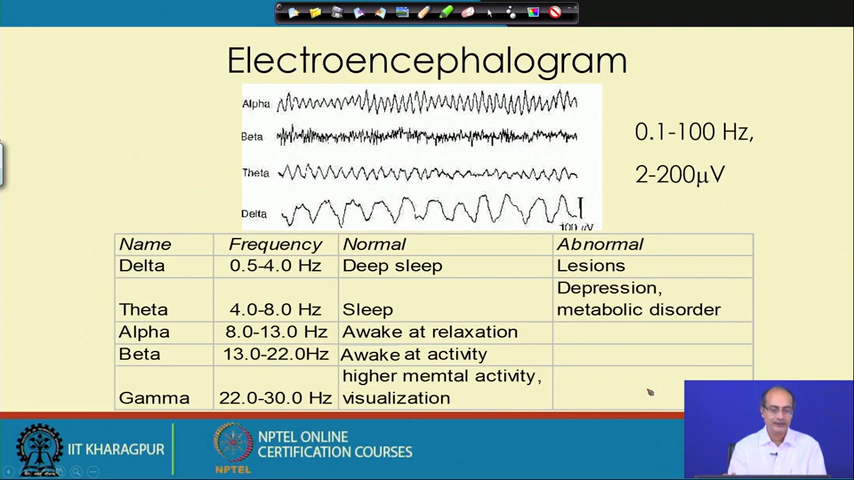 Electroencephalogram
Alpha
Beta
Theta
Delta
100 μV
0.1-100 Hz,
2-200μV
Name Frequency Normal Abnormal
Delta 0.5-4.0 Hz Deep sleep Lesions
Theta 4.0-8.0 Hz Sleep Depression,
metabolic disorder
Alpha 8.0-13.0 Hz Awake at relaxation
Beta 13.0-22.0Hz Awake at activity
Gamma 22.0-30.0 Hz higher memtal activity,
visualization
IIT KHARAGPUR
NPTEL
NPTEL ONLINE
CERTIFICATION COURSES